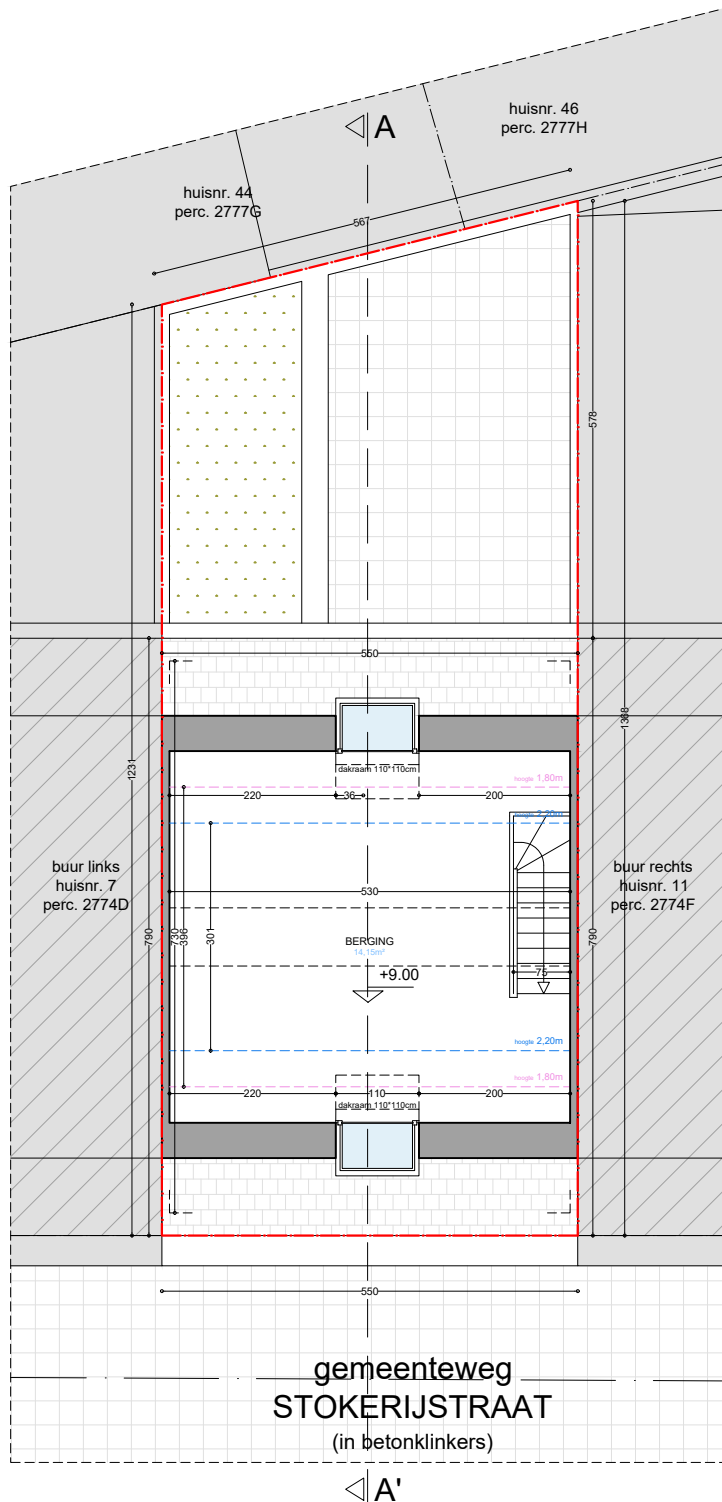 huisnr. 46
perc. 2777H
A
huisnr. 44
perc. 2777G
567
578
550
1368
1231
dakraam 110*110cm
hoogte 1,80m
220
36
200
hoogte 2,20m
buur links
huisnr. 7
perc. 2774D
530
buur rechts
huisnr. 11
perc. 2774F
790
730
396
301
BERGING
14,15m²
790
+9.00
75
hoogte 2,20m
hoogte 1,80m
220
110
200
dakraam 110*110cm
550
gemeenteweg
STOKERIJSTRAAT
(in betonklinkers)
A'